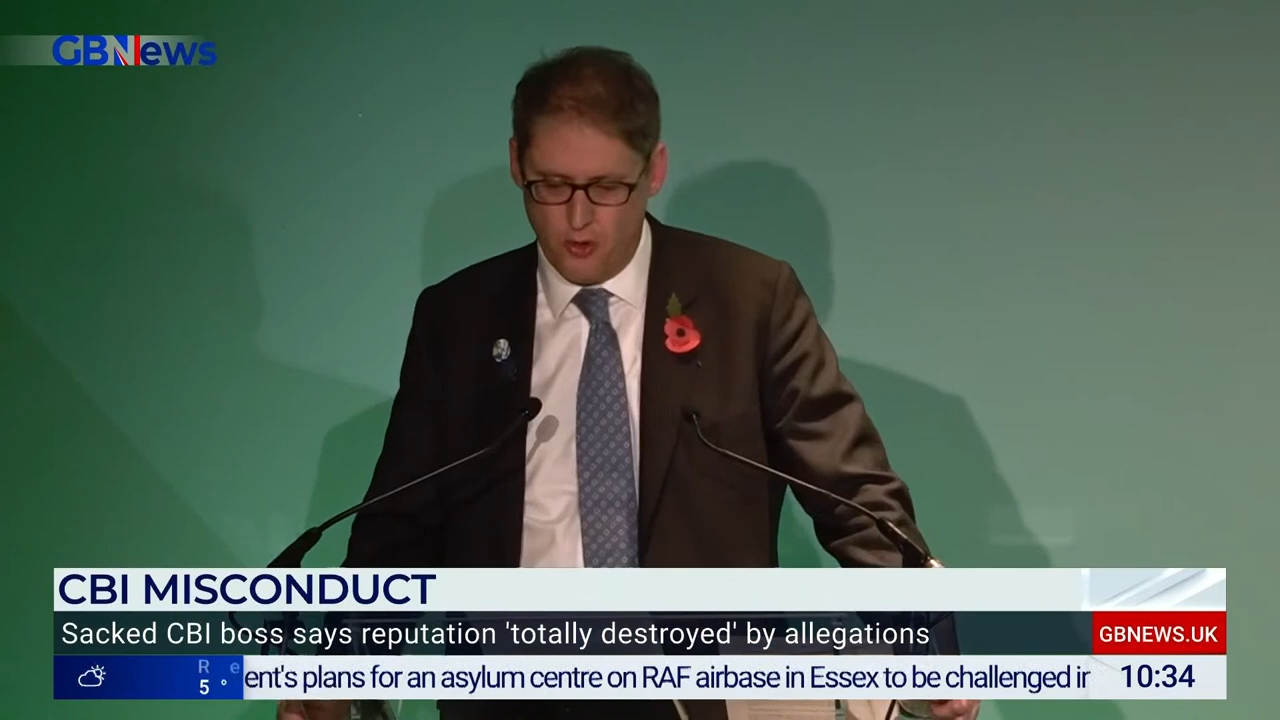 GBNews
CBI MISCONDUCT
Sacked CBI boss says reputation 'totally destroyed' by allegations
GBNEWS.UK
5 °
ent's plans for an asylum centre on RAF airbase in Essex to be challenged ir
10:34